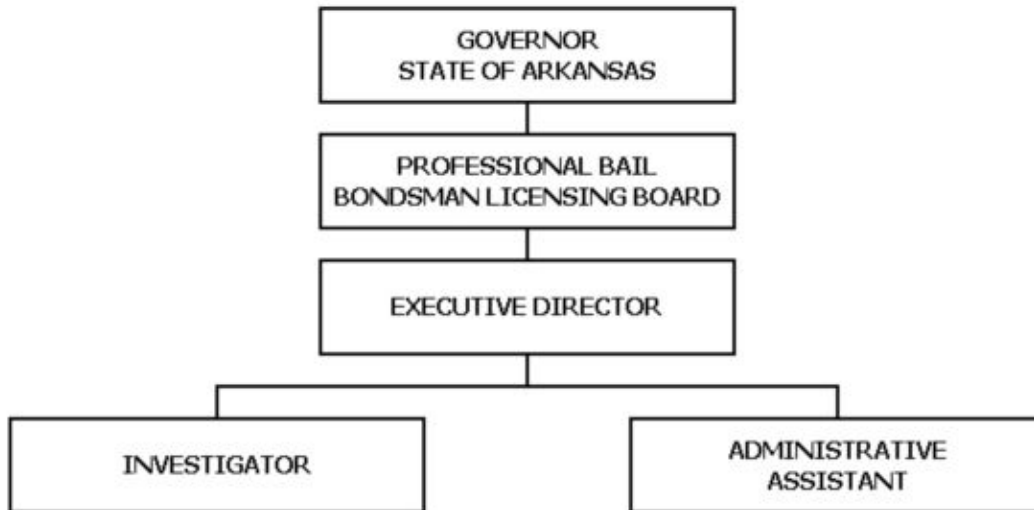 GOVERNOR
STATE OF ARKANSAS
PROFESSIONAL BAIL
BONDSMAN LICENSING BOARD
EXECUTIVE DIRECTOR
INVESTIGATOR
ADMINISTRATIVE
ASSISTANT